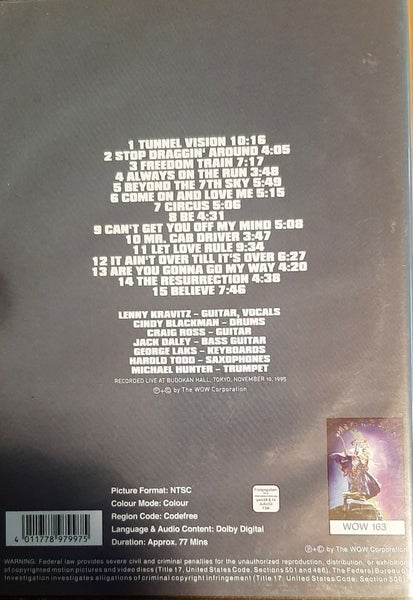 1 TUNNEL VISION 10:16
2 STOP DRAGGIN' AROUND 4:05
3 FREEDOM TRAIN 7:17
4 ALWAYS ON THE RUN 3:48
5 BEYOND THE 7TH SKY 5:49
6 COME ON AND LOVE ME 5:15
7 CIRCUS 5:06
8 BE 4:31
9 CAN'T GET YOU OFF MY MIND 5:08
10 MR. CAB DRIVER 3:47
11 LET LOVE RULE 9:34
12 IT AIN'T OVER TILL IT'S OVER 6:27
13 ARE YOU GONNA GO MY WAY 4:20
14 THE RESURRECTION 4:38
15 BELIEVE 7:46
LENNY KRAVITZ – GUITAR, VOCALS
CINDY BLACKMAN – DRUMS
CRAIG ROSS – GUITAR
JACK DALEY – BASS GUITAR
GEORGE LAKS – KEYBOARDS
HAROLD TODD – SAXOPHONES
MICHAEL HUNTER – TRUMPET
RECORDED LIVE AT BUDOKAN HALL, TOKYO, NOVEMBER 10, 1995
℗+© by The WOW Corporation
Picture Format: NTSC
Colour Mode: Colour
Region Code: Codefree
Language & Audio Content: Dolby Digital
Duration: Approx. 77 Mins
4 011778 979975
WOW 163
℗+© by The WOW Corporation
WARNING: Federal law provides severe civil and criminal penalties for the unauthorized reproduction, distribution, or exhibition
of copyrighted motion pictures and video discs (Title 17, United States Code, Sections 501 and 486). The Federal Bureau of
Investigation investigates allegations of criminal copyright infringement (Title 17, United States Code, Section 506)